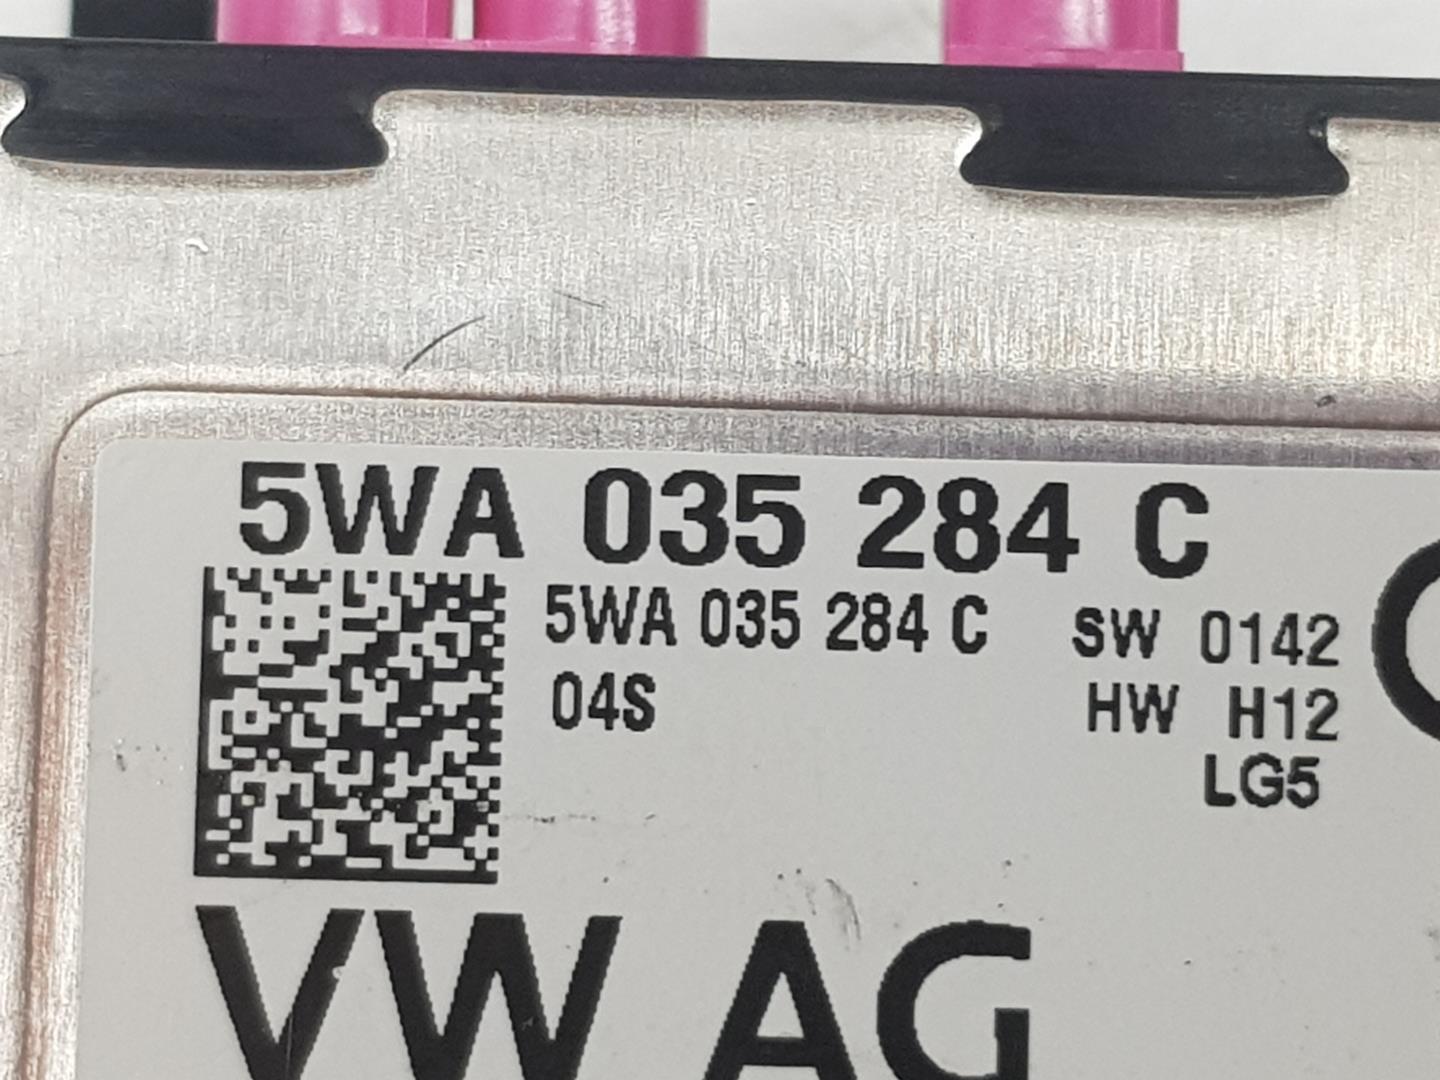 5WA 035 284 C
5WA 035 284 C SW 0142
04S HW H12
LG5
VW AG